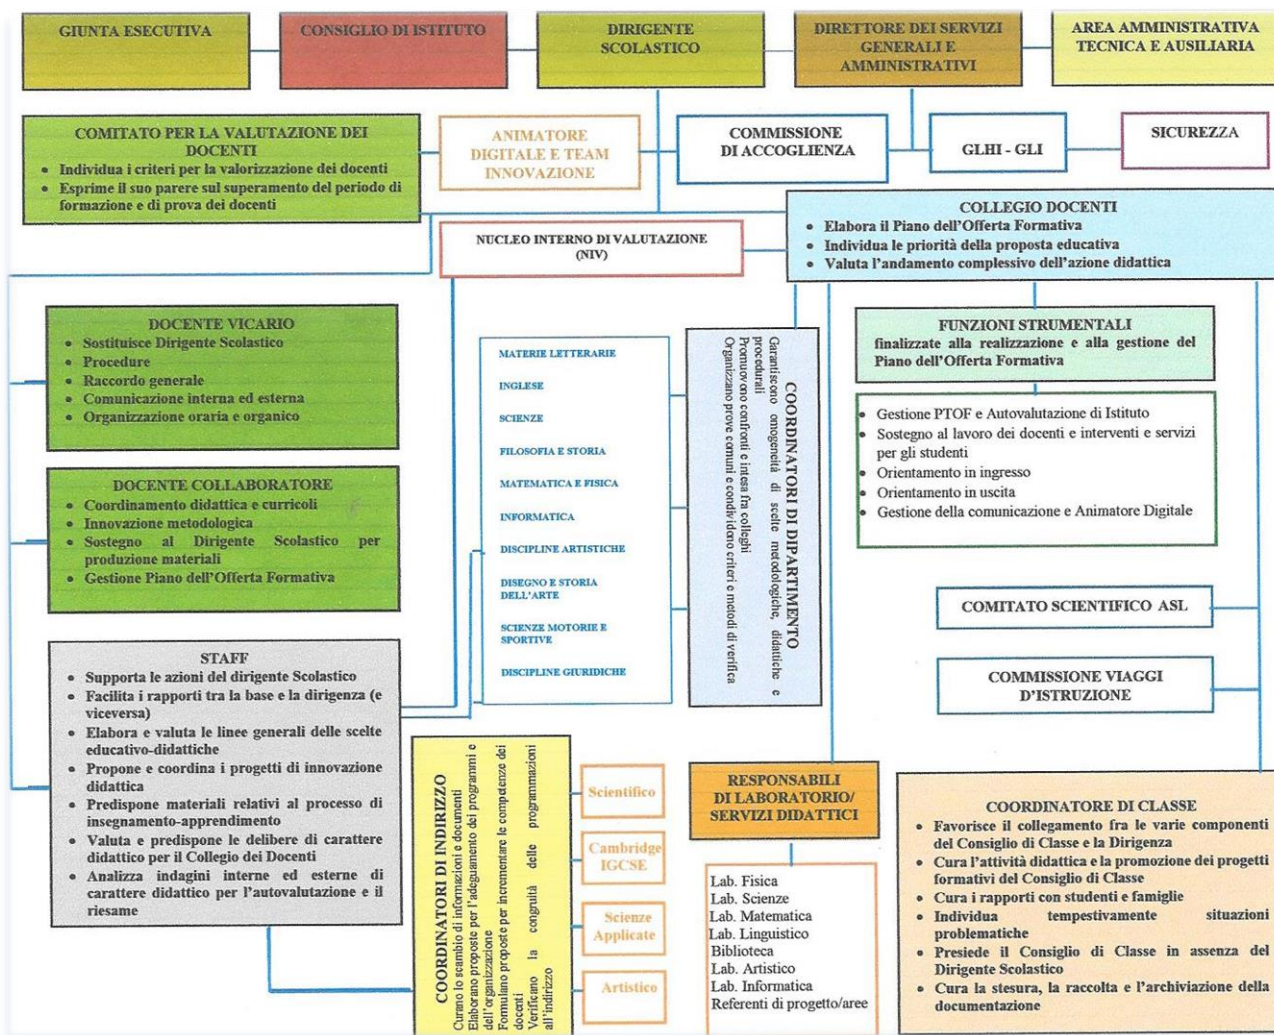 GIUNTA ESECUTIVA
CONSIGLIO DI ISTITUTO
DIRIGENTE
SCOLASTICO
DIRETTORE DEI SERVIZI
GENERALI E
AMMINISTRATIVI
AREA AMMINISTRATIVA
TECNICA E AUSILIARIA
COMITATO PER LA VALUTAZIONE DEI
DOCENTI
• Individua i criteri per la valorizzazione dei docenti
• Esprime il suo parere sul superamento del periodo di
formazione e di prova dei docenti
ANIMATORE
DIGITALE E TEAM
INNOVAZIONE
COMMISSIONE
DI ACCOGLIENZA
GLHI - GLI
SICUREZZA
COLLEGIO DOCENTI
• Elabora il Piano dell'Offerta Formativa
• Individua le priorità della proposta educativa
• Valuta l'andamento complessivo dell'azione didattica
NUCLEO INTERNO DI VALUTAZIONE
(NIV)
DOCENTE VICARIO
• Sostituisce Dirigente Scolastico
• Procedure
• Raccordo generale
• Comunicazione interna ed esterna
• Organizzazione oraria e organico
DOCENTE COLLABORATORE
• Coordinamento didattica e curricoli
• Innovazione metodologica
• Sostegno al Dirigente Scolastico per
produzione materiali
• Gestione Piano dell'Offerta Formativa
STAFF
• Supporta le azioni del dirigente Scolastico
• Facilita i rapporti tra la base e la dirigenza (e
viceversa)
• Elabora e valuta le linee generali delle scelte
educativo-didattiche
• Propone e coordina i progetti di innovazione
didattica
• Predispone materiali relativi al processo di
insegnamento-apprendimento
• Valuta e predispone le delibere di carattere
didattico per il Collegio dei Docenti
• Analizza indagini interne ed esterne di
carattere didattico per l'autovalutazione e il
riesame
MATERIE LETTERARIE
INGLESE
SCIENZE
FILOSOFIA E STORIA
MATEMATICA E FISICA
INFORMATICA
DISCIPLINE ARTISTICHE
DISEGNO E STORIA
DELL'ARTE
SCIENZE MOTORIE E
SPORTIVE
DISCIPLINE GIURIDICHE
COORDINATORI DI DIPARTIMENTO
Garantiscono omogeneità di scelte metodologiche, didattiche e
procedurali
Promuovono confronti e intesa fra colleghi
Organizzano prove comuni e condividono criteri e metodi di verifica
FUNZIONI STRUMENTALI
finalizzate alla realizzazione e alla gestione del
Piano dell'Offerta Formativa
• Gestione PTOF e Autovalutazione di Istituto
• Sostegno al lavoro dei docenti e interventi e servizi
per gli studenti
• Orientamento in ingresso
• Orientamento in uscita
• Gestione della comunicazione e Animatore Digitale
COMITATO SCIENTIFICO ASL
COMMISSIONE VIAGGI
D'ISTRUZIONE
COORDINATORI DI INDIRIZZO
Curano lo scambio di informazioni e documenti
Elaborano proposte per l'adeguamento dei programmi e
dell'organizzazione
Formulano proposte per incrementare le competenze dei
docenti
Verificano la congruità delle programmazioni
all'indirizzo
Scientifico
Cambridge
IGCSE
Scienze
Applicate
Artistico
RESPONSABILI
DI LABORATORIO/
SERVIZI DIDATTICI
Lab. Fisica
Lab. Scienze
Lab. Matematica
Lab. Linguistico
Biblioteca
Lab. Artistico
Lab. Informatica
Referenti di progetto/aree
COORDINATORE DI CLASSE
• Favorisce il collegamento fra le varie componenti
del Consiglio di Classe e la Dirigenza
• Cura l'attività didattica e la promozione dei progetti
formativi del Consiglio di Classe
• Cura i rapporti con studenti e famiglie
• Individua tempestivamente situazioni
problematiche
• Presiede il Consiglio di Classe in assenza del
Dirigente Scolastico
• Cura la stesura, la raccolta e l'archiviazione della
documentazione